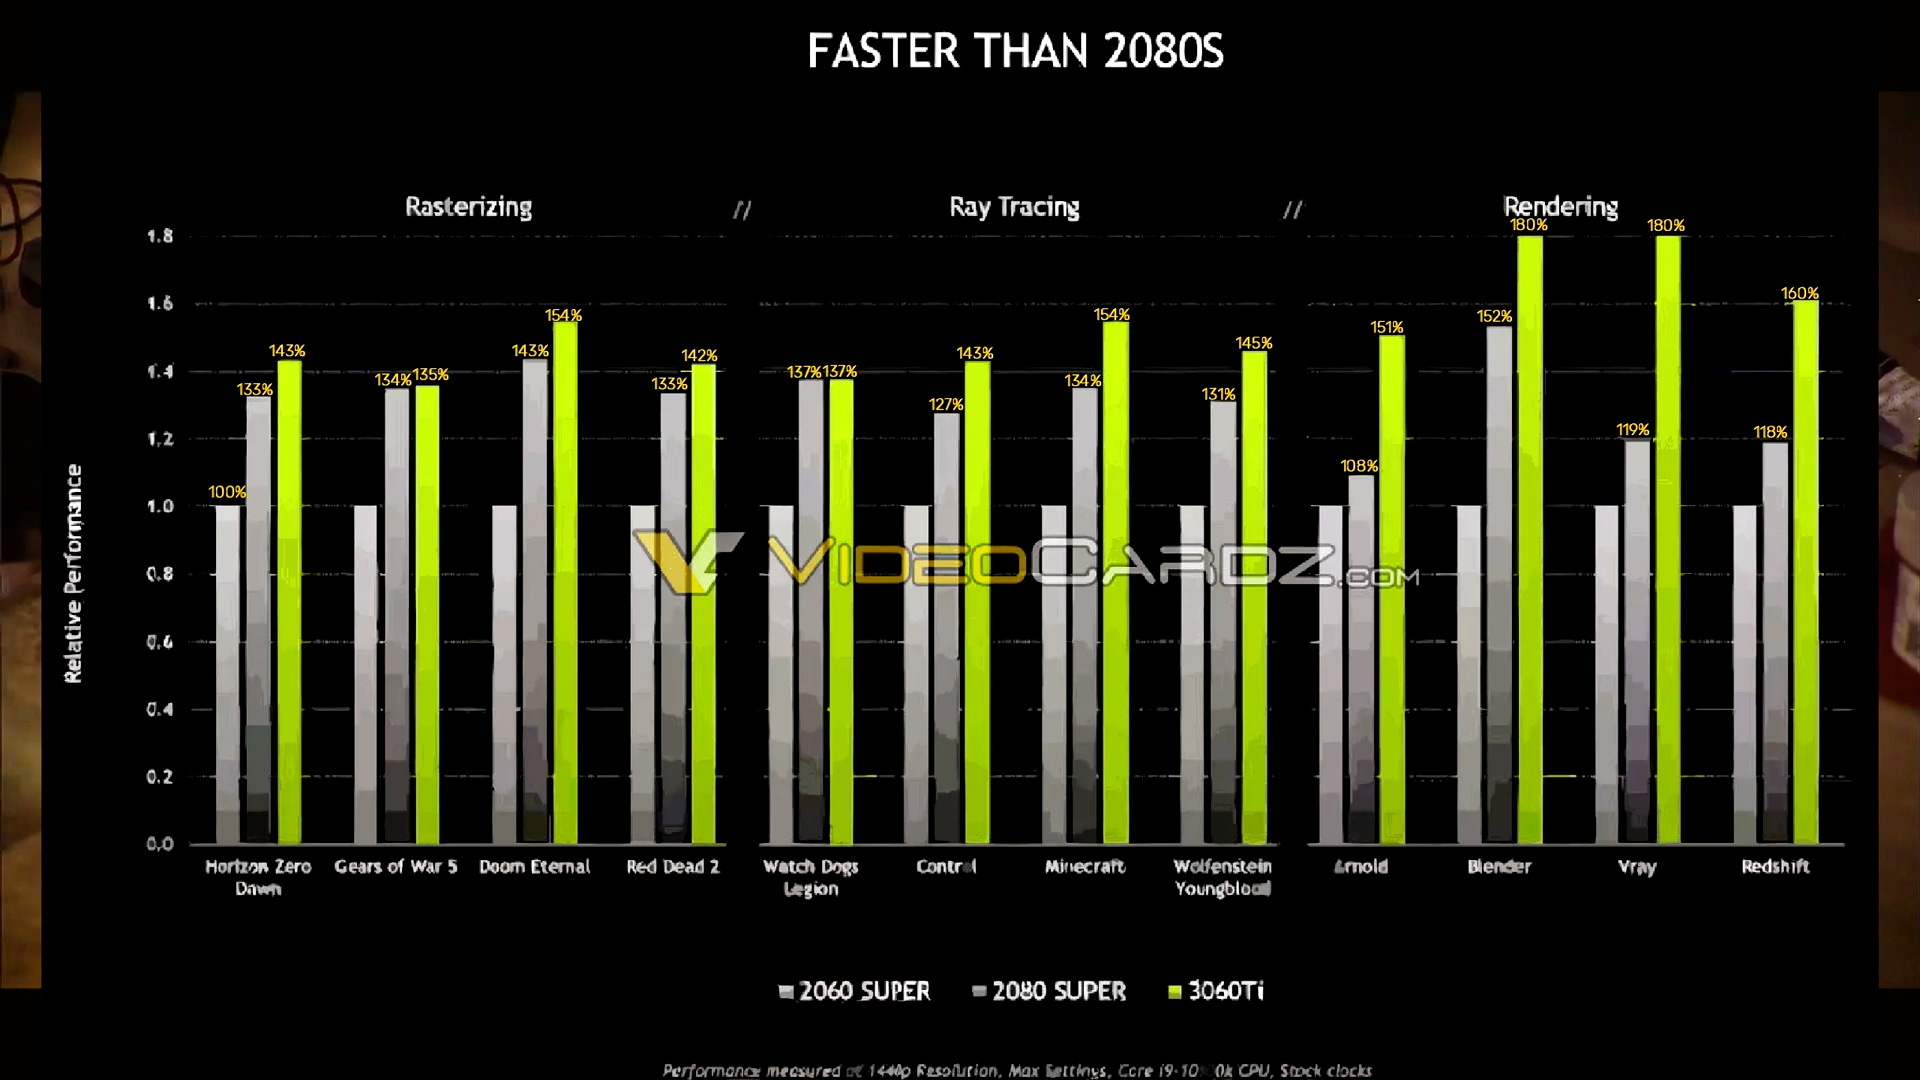 FASTER THAN 2080S
Rasterizing // Ray Tracing // Rendering
1.8
1.6
1.4
1.2
1.0
0.8
0.6
0.4
0.2
0.0
Relative Performance
100% 133% 143%
134% 135%
143% 154%
133% 142%
137% 137%
127% 143%
134% 154%
131% 145%
108% 151%
152% 180%
119% 180%
118% 160%
VIDEOCARDZ.COM
Horizon Zero
Dawn
Gears of War 5
Doom Eternal
Red Dead 2
Watch Dogs
Legion
Control
Minecraft
Wolfenstein
Youngblood
Arnold
Blender
Vray
Redshift
2060 SUPER 2080 SUPER 3060Ti
Performance measured at 1440p Resolution, Max Settings, Core CPU, Stock clocks